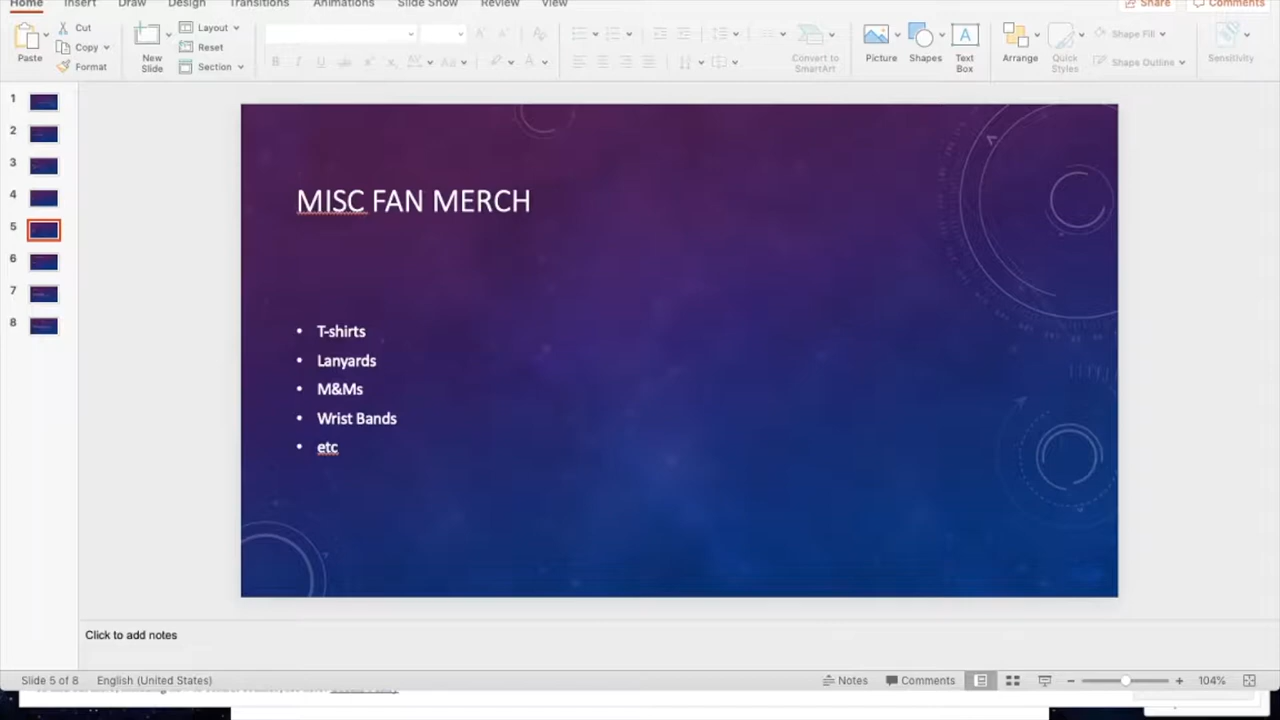 Home Insert Draw Design Transitions Animations Slide Show Review View Share Comments
Paste
Cut
Copy
Format
New
Slide
Layout
Reset
Section
Convert to
SmartArt
Picture
Shapes
Text
Box
Arrange
Quick
Styles
Shape Fill
Shape Outline
Sensitivity
1
2
3
4
5
6
7
8
MISC FAN MERCH
• T-shirts
• Lanyards
• M&Ms
• Wrist Bands
• etc
Click to add notes
Slide 5 of 8 English (United States) Notes Comments 104%